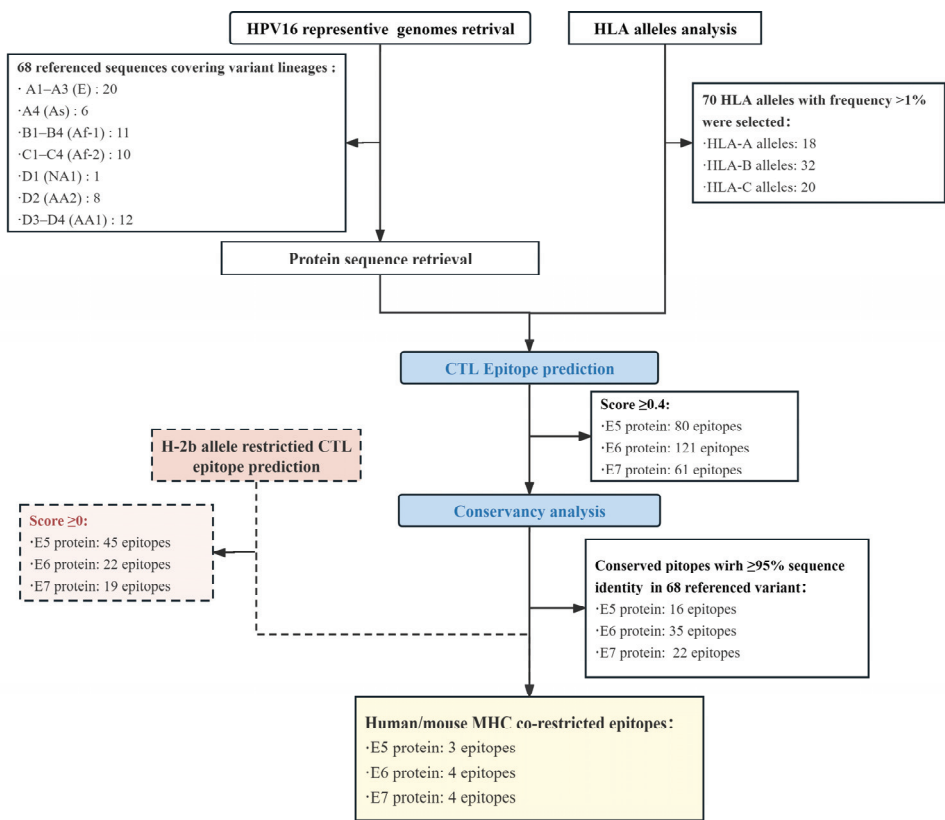 HPV16 representive genomes retrival
HLA alleles analysis
68 referenced sequences covering variant lineages :
· A1–A3 (E) : 20
·A4 (As) : 6
·B1–B4 (Af-1) : 11
·C1–C4 (Af-2) : 10
·D1 (NA1) : 1
·D2 (AA2) : 8
·D3–D4 (AA1) : 12
70 HLA alleles with frequency >1%
were selected:
·HLA-A alleles: 18
·HLA-B alleles: 32
·HLA-C alleles: 20
Protein sequence retrieval
CTL Epitope prediction
Score ≥0.4:
·E5 protein: 80 epitopes
·E6 protein: 121 epitopes
·E7 protein: 61 epitopes
H-2b allele restrictied CTL
epitope prediction
Score ≥0:
·E5 protein: 45 epitopes
·E6 protein: 22 epitopes
·E7 protein: 19 epitopes
Conservancy analysis
Conserved pitopes wirh ≥95% sequence
identity in 68 referenced variant:
·E5 protein: 16 epitopes
·E6 protein: 35 epitopes
·E7 protein: 22 epitopes
Human/mouse MHC co-restricted epitopes:
·E5 protein: 3 epitopes
·E6 protein: 4 epitopes
·E7 protein: 4 epitopes